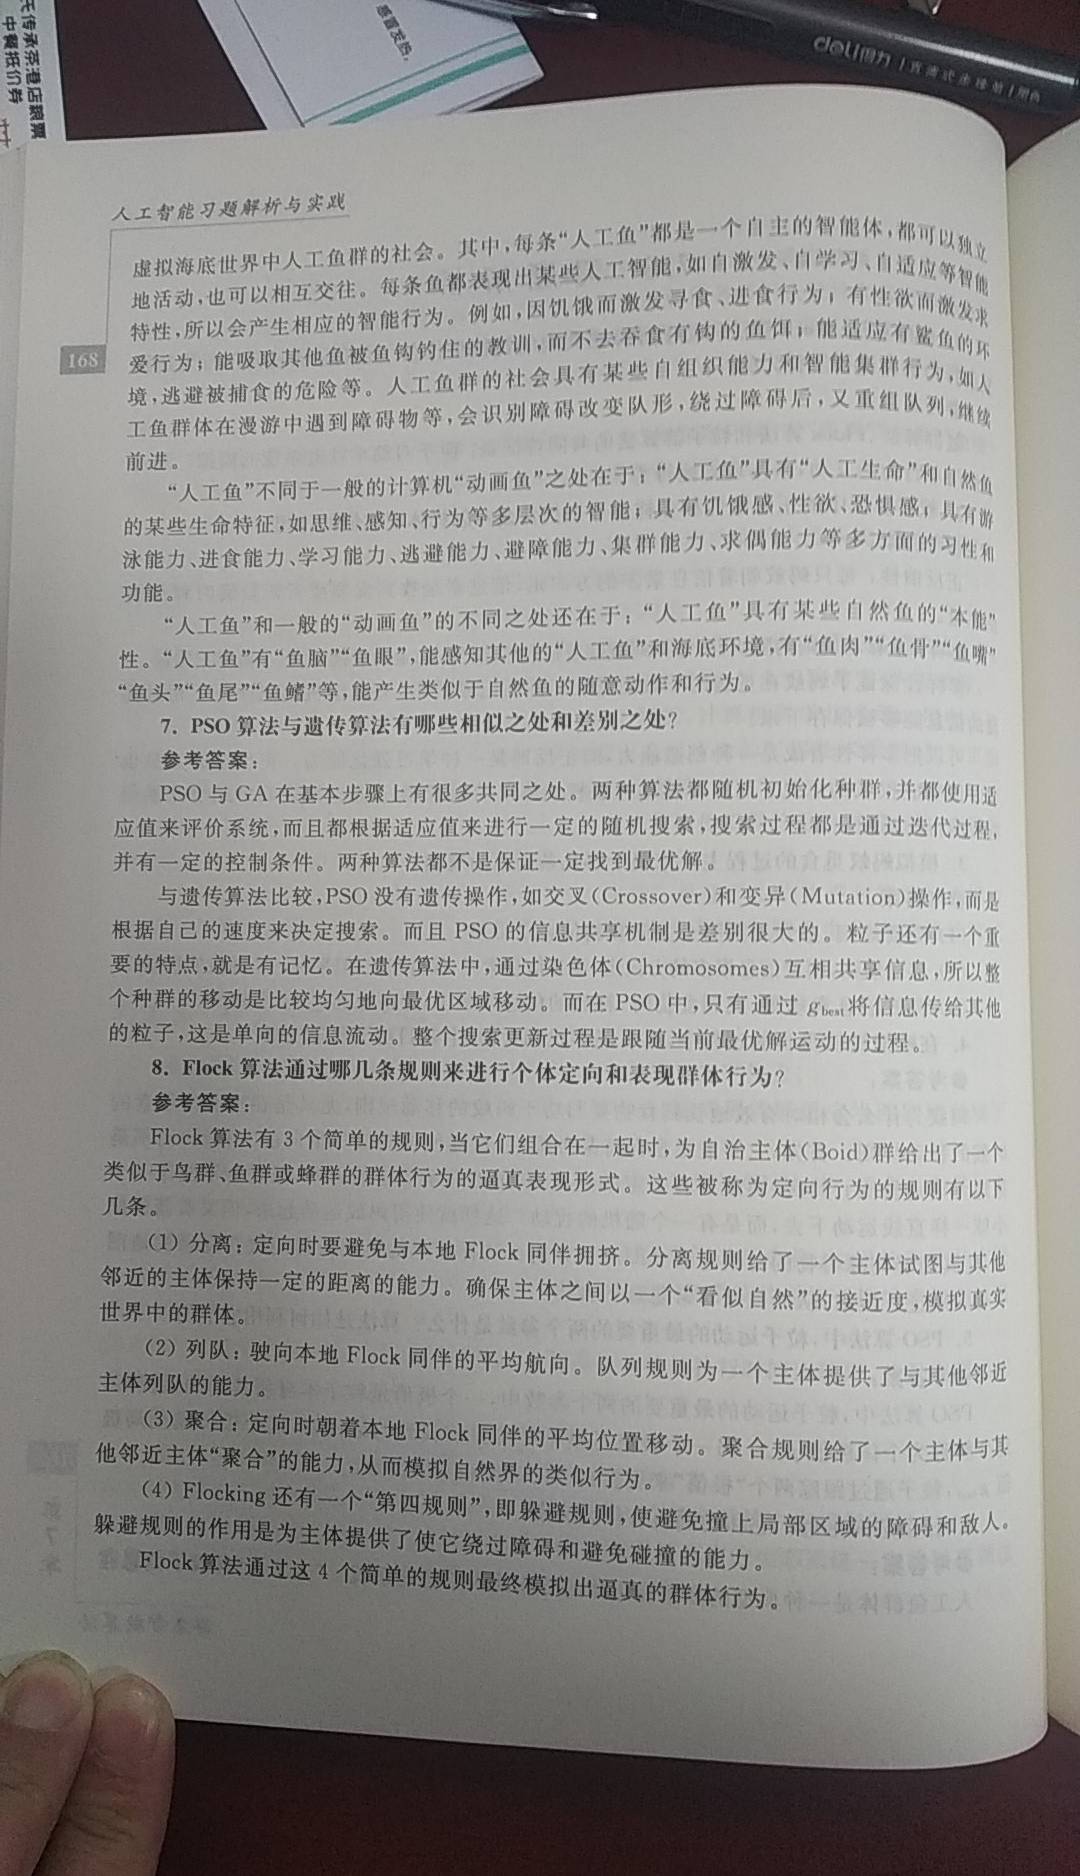 氏传承茶港店粮票
中餐抵价券
感冒发热,
deli得力
人工智能习题解析与实践
168
虚拟海底世界中人工鱼群的社会。其中,每条“人工鱼”都是一个自主的智能体,都可以独立
地活动,也可以相互交往。每条鱼都表现出某些人工智能,如自激发、自学习、自适应等智能
特性,所以会产生相应的智能行为。例如,因饥饿而激发寻食、进食行为;有性欲而激发求
爱行为;能吸取其他鱼被鱼钩钓住的教训,而不去吞食有钩的鱼饵;能适应有鲨鱼的环
境,逃避被捕食的危险等。人工鱼群的社会具有某些自组织能力和智能集群行为,如人
工鱼群体在漫游中遇到障碍物等,会识别障碍改变队形,绕过障碍后,又重组队列,继续
前进。
“人工鱼”不同于一般的计算机“动画鱼”之处在于:“人工鱼”具有“人工生命”和自然鱼
的某些生命特征,如思维、感知、行为等多层次的智能;具有饥饿感、性欲、恐惧感;具有游
泳能力、进食能力、学习能力、逃避能力、避障能力、集群能力、求偶能力等多方面的习性和
功能。
“人工鱼”和一般的“动画鱼”的不同之处还在于:“人工鱼”具有某些自然鱼的“本能”
性。“人工鱼”有“鱼脑”“鱼眼”,能感知其他的“人工鱼”和海底环境,有“鱼肉”“鱼骨”“鱼嘴”
“鱼头”“鱼尾”“鱼鳍”等,能产生类似于自然鱼的随意动作和行为。
7. PSO 算法与遗传算法有哪些相似之处和差别之处?
参考答案:
PSO 与 GA 在基本步骤上有很多共同之处。两种算法都随机初始化种群,并都使用适
应值来评价系统,而且都根据适应值来进行一定的随机搜索,搜索过程都是通过迭代过程,
并有一定的控制条件。两种算法都不是保证一定找到最优解。
与遗传算法比较,PSO 没有遗传操作,如交叉(Crossover)和变异(Mutation)操作,而是
根据自己的速度来决定搜索。而且 PSO 的信息共享机制是差别很大的。粒子还有一个重
要的特点,就是有记忆。在遗传算法中,通过染色体(Chromosomes)互相共享信息,所以整
个种群的移动是比较均匀地向最优区域移动。而在 PSO 中,只有通过 gbest将信息传给其他
的粒子,这是单向的信息流动。整个搜索更新过程是跟随当前最优解运动的过程。
8. Flock 算法通过哪几条规则来进行个体定向和表现群体行为?
参考答案:
Flock 算法有 3 个简单的规则,当它们组合在一起时,为自治主体(Boid)群给出了一个
类似于鸟群、鱼群或蜂群的群体行为的逼真表现形式。这些被称为定向行为的规则有以下
几条。
(1) 分离:定向时要避免与本地 Flock 同伴拥挤。分离规则给了一个主体试图与其他
邻近的主体保持一定的距离的能力。确保主体之间以一个“看似自然”的接近度,模拟真实
世界中的群体。
(2) 列队:驶向本地 Flock 同伴的平均航向。队列规则为一个主体提供了与其他邻近
主体列队的能力。
(3) 聚合:定向时朝着本地 Flock 同伴的平均位置移动。聚合规则给了一个主体与其
他邻近主体“聚合”的能力,从而模拟自然界的类似行为。
(4) Flocking 还有一个“第四规则”,即躲避规则,使避免撞上局部区域的障碍和敌人。
躲避规则的作用是为主体提供了使它绕过障碍和避免碰撞的能力。
Flock 算法通过这 4 个简单的规则最终模拟出逼真的群体行为。